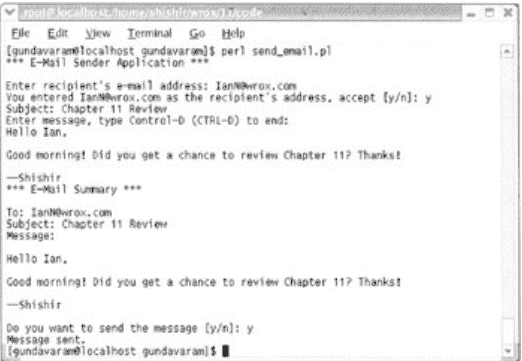 root@localhost:/home/shishir/wrox/11/code
File Edit View Terminal Go Help
[gundavaram@localhost gundavaram]$ perl send_email.pl
*** E-Mail Sender Application ***
Enter recipient's e-mail address: IanN@wrox.com
You entered IanN@wrox.com as the recipient's address, accept [y/n]: y
Subject: Chapter 11 Review
Enter message, type Control-D (CTRL-D) to end:
Hello Ian,
Good morning! Did you get a chance to review Chapter 11? Thanks!
--Shishir
*** E-Mail Summary ***
To: IanN@wrox.com
Subject: Chapter 11 Review
Message:
Hello Ian,
Good morning! Did you get a chance to review Chapter 11? Thanks!
--Shishir
Do you want to send the message [y/n]: y
Message sent.
[gundavaram@localhost gundavaram]$